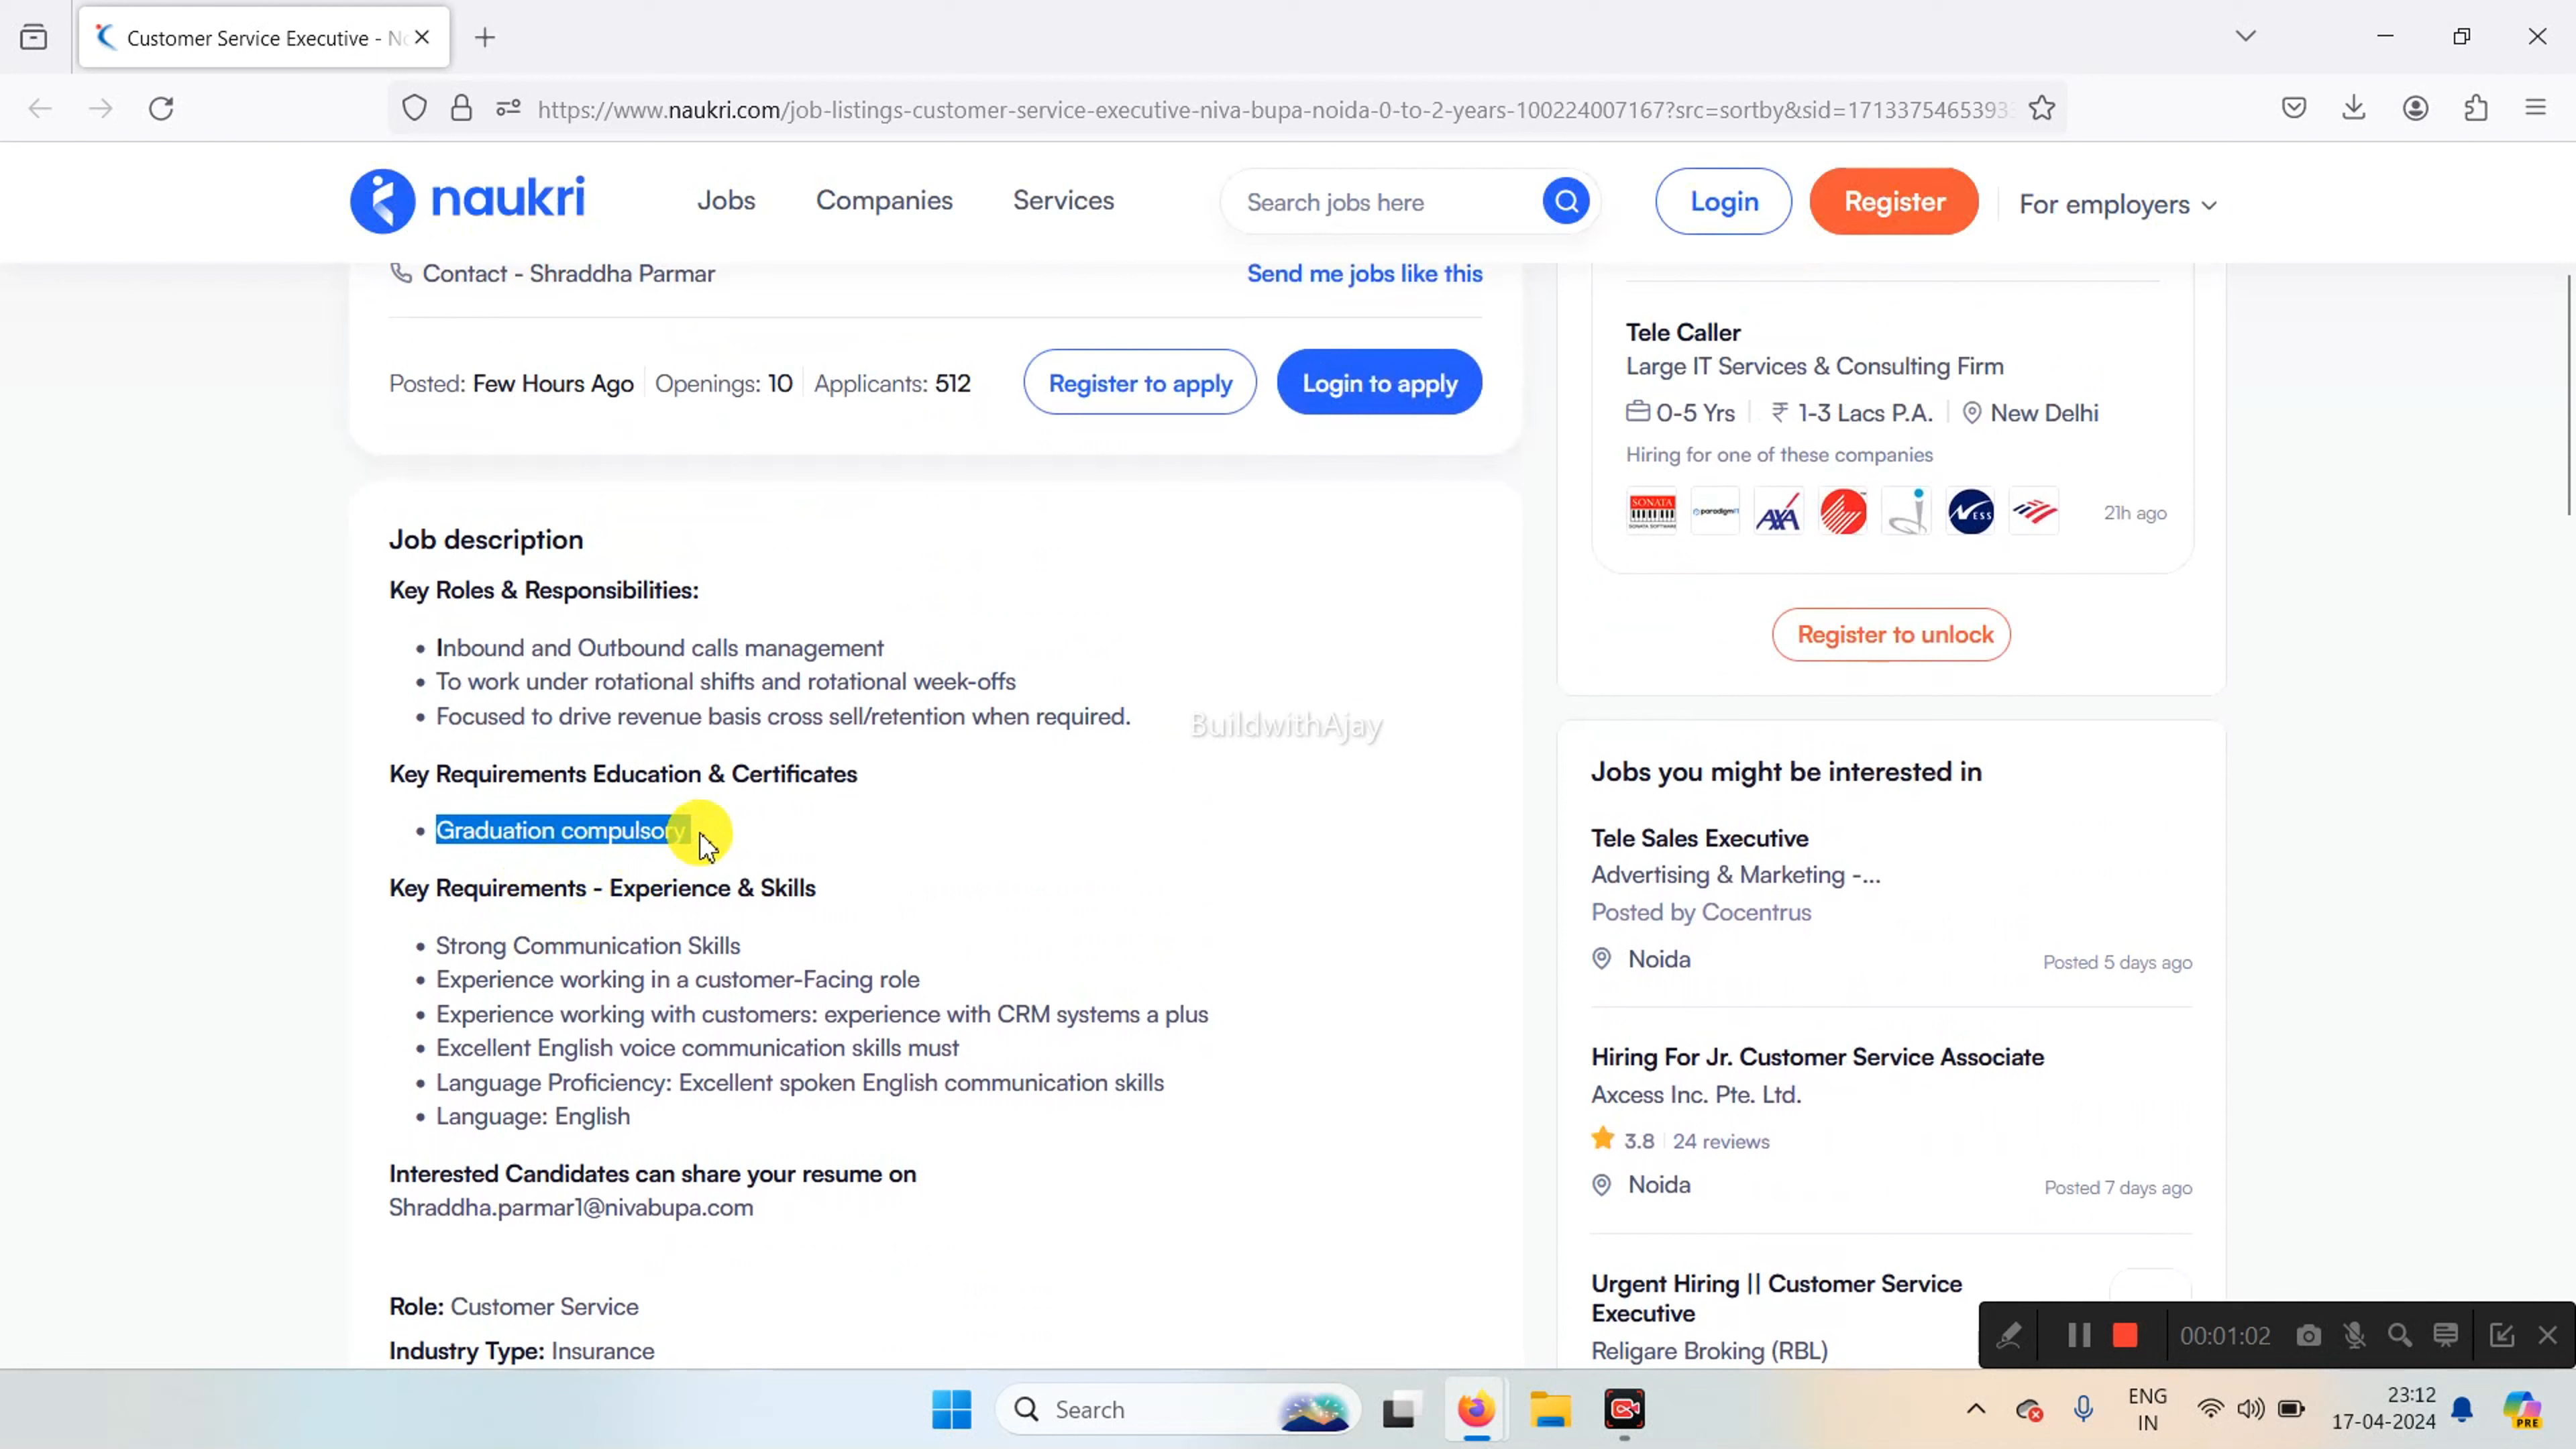 Customer Service Executive - No
https://www.naukri.com/job-listings-customer-service-executive-niva-bupa-noida-0-to-2-years-100224007167?src=sortby&sid=1713375465393
naukri
Jobs
Companies
Services
Search jobs here
Login
Register
For employers
Contact - Shraddha Parmar
Send me jobs like this
Posted: Few Hours Ago
Openings: 10
Applicants: 512
Register to apply
Login to apply
Job description
Key Roles & Responsibilities:
• Inbound and Outbound calls management
• To work under rotational shifts and rotational week-offs
• Focused to drive revenue basis cross sell/retention when required.
Key Requirements Education & Certificates
• Graduation compulsory
Key Requirements - Experience & Skills
• Strong Communication Skills
• Experience working in a customer-Facing role
• Experience working with customers: experience with CRM systems a plus
• Excellent English voice communication skills must
• Language Proficiency: Excellent spoken English communication skills
• Language: English
Interested Candidates can share your resume on
Shraddha.parmar1@nivabupa.com
Role: Customer Service
Industry Type: Insurance
BuildwithAjay
Tele Caller
Large IT Services & Consulting Firm
0-5 Yrs
₹ 1-3 Lacs P.A.
New Delhi
Hiring for one of these companies
SONATA
SONATA SOFTWARE
paradigmIT
AXA
NESS
21h ago
Register to unlock
Jobs you might be interested in
Tele Sales Executive
Advertising & Marketing -...
Posted by Cocentrus
Noida
Posted 5 days ago
Hiring For Jr. Customer Service Associate
Axcess Inc. Pte. Ltd.
3.8
24 reviews
Noida
Posted 7 days ago
Urgent Hiring || Customer Service
Executive
Religare Broking (RBL)
00:01:02
Search
ENG
IN
23:12
17-04-2024
PRE